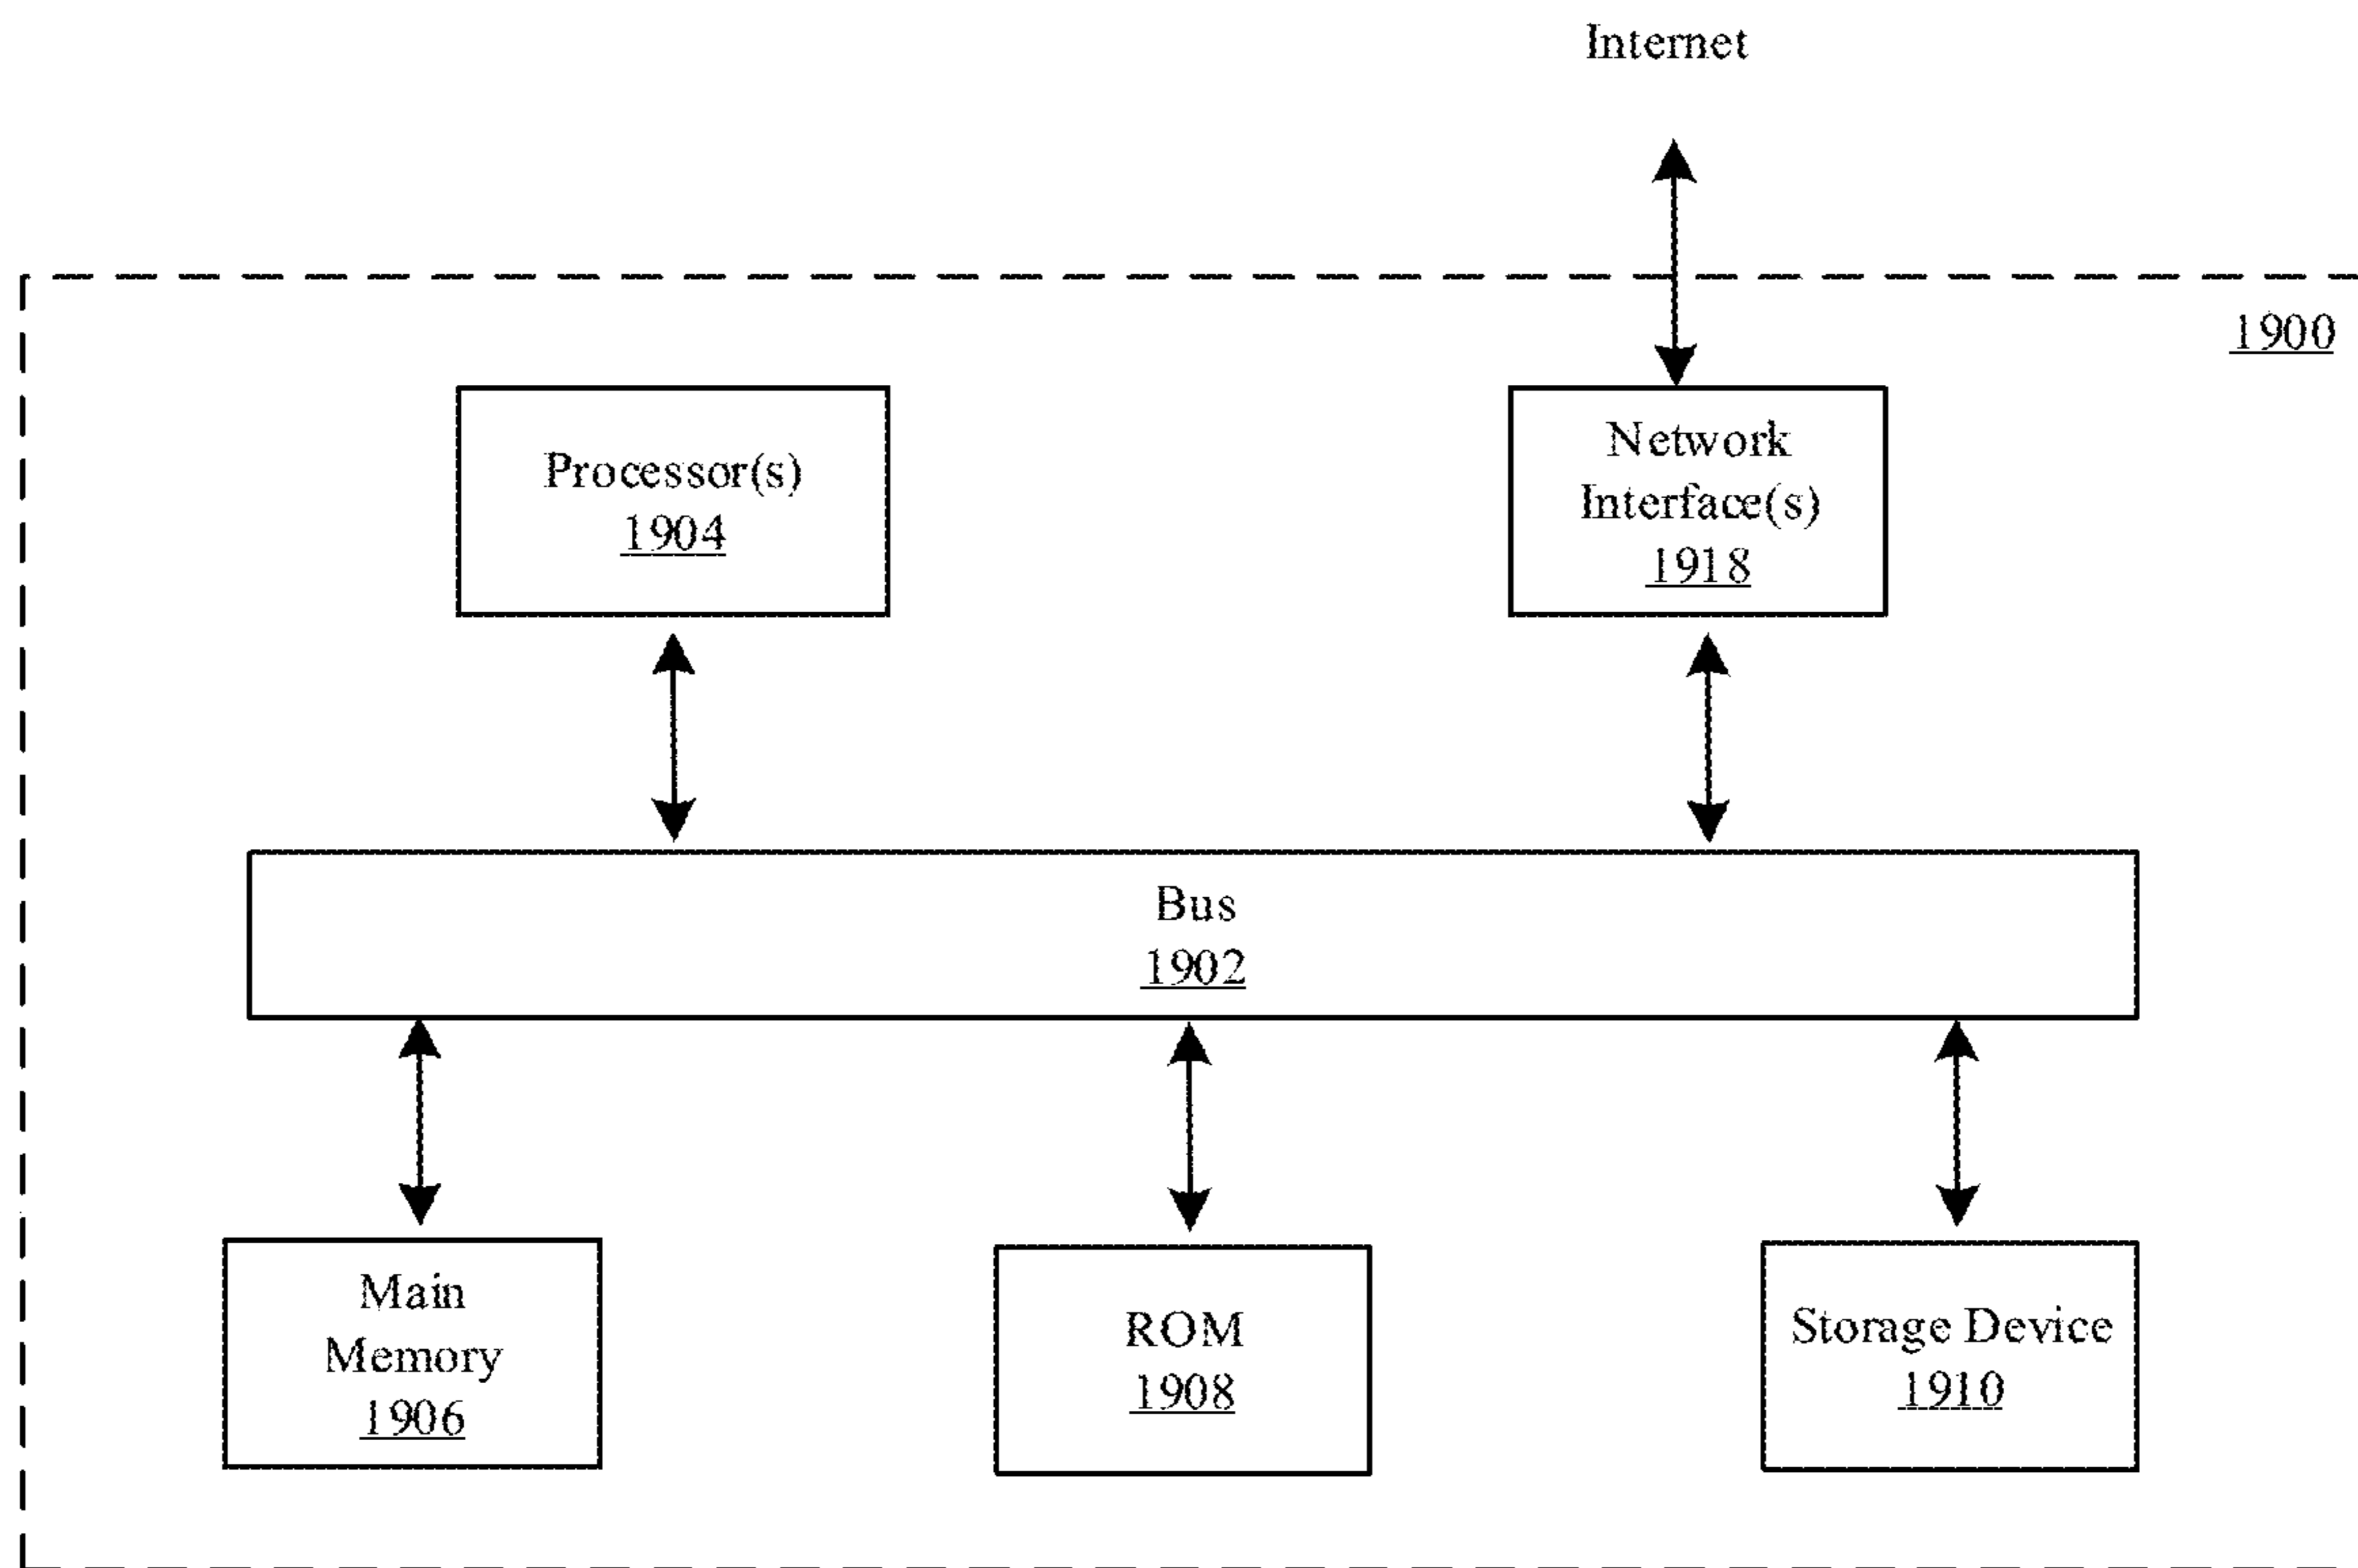 Internet
1900
Processor(s)
1904
Network
Interface(s)
1918
Bus
1902
Main
Memory
1906
ROM
1908
Storage Device
1910